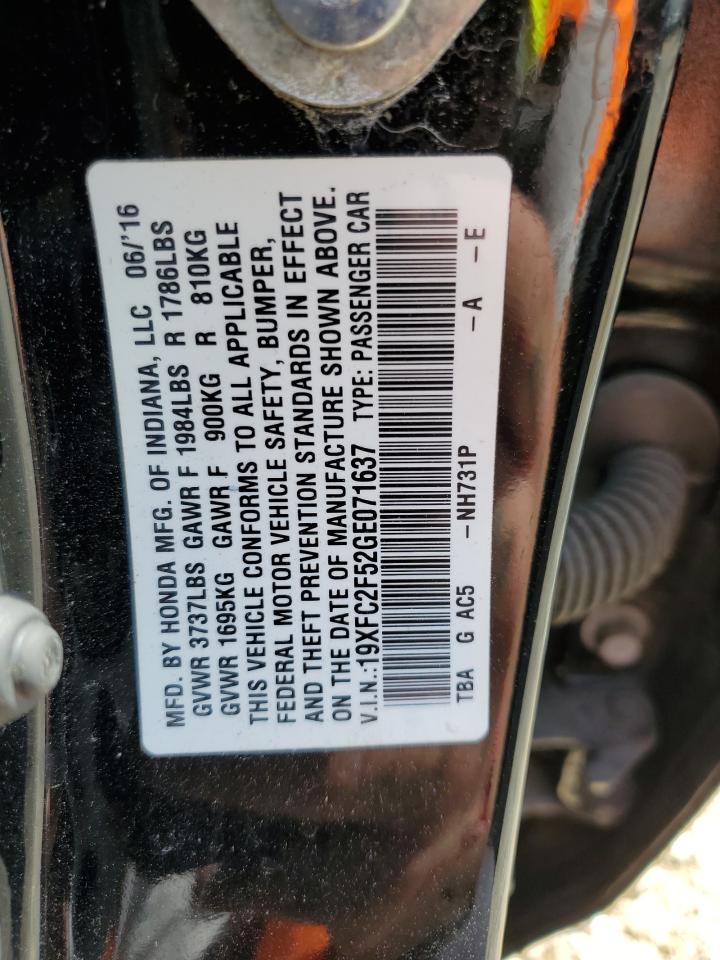 MFD. BY HONDA MFG. OF INDIANA, LLC 06/'16
GVWR 3737LBS GAWR F 1984LBS R 1786LBS
GVWR 1695KG GAWR F 900KG R 810KG
THIS VEHICLE CONFORMS TO ALL APPLICABLE
FEDERAL MOTOR VEHICLE SAFETY, BUMPER,
AND THEFT PREVENTION STANDARDS IN EFFECT
ON THE DATE OF MANUFACTURE SHOWN ABOVE.
V.I.N.:19XFC2F52GE071637 TYPE: PASSENGER CAR
TBA G AC5 -NH731P -A -E